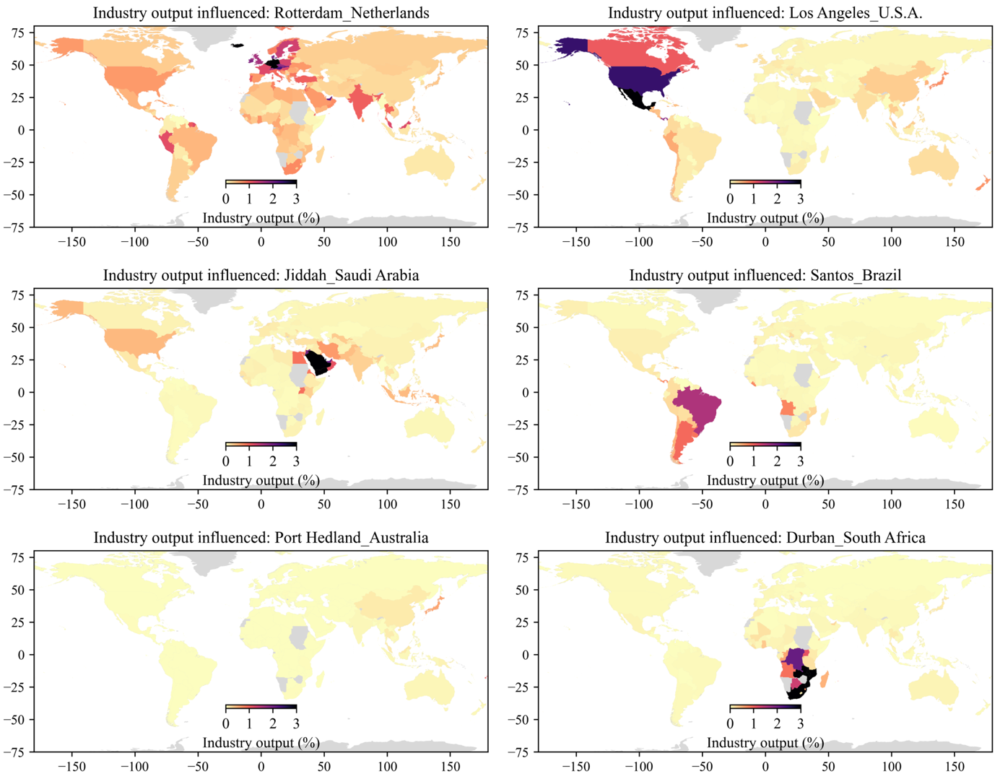 Industry output influenced: Rotterdam_Netherlands
75
50
25
0
−25
−50
−75
0 1 2 3
Industry output (%)
−150 −100 −50 0 50 100 150
Industry output influenced: Los Angeles_U.S.A.
75
50
25
0
−25
−50
−75
0 1 2 3
Industry output (%)
−150 −100 −50 0 50 100 150
Industry output influenced: Jiddah_Saudi Arabia
75
50
25
0
−25
−50
−75
0 1 2 3
Industry output (%)
−150 −100 −50 0 50 100 150
Industry output influenced: Santos_Brazil
75
50
25
0
−25
−50
−75
0 1 2 3
Industry output (%)
−150 −100 −50 0 50 100 150
Industry output influenced: Port Hedland_Australia
75
50
25
0
−25
−50
−75
0 1 2 3
Industry output (%)
−150 −100 −50 0 50 100 150
Industry output influenced: Durban_South Africa
75
50
25
0
−25
−50
−75
0 1 2 3
Industry output (%)
−150 −100 −50 0 50 100 150